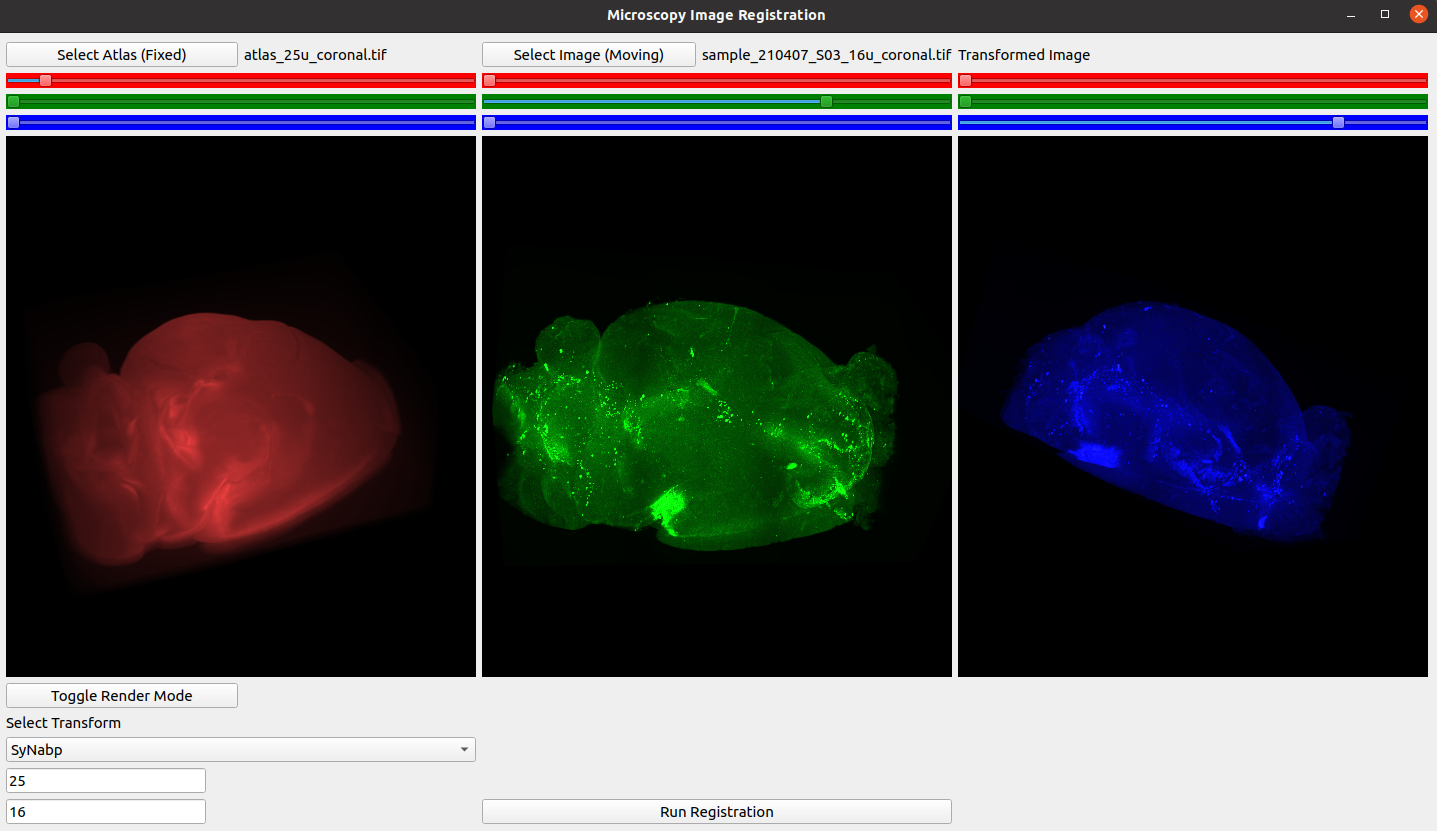 Microscopy Image Registration
Select Atlas (Fixed) atlas_25u_coronal.tif Select Image (Moving) sample_210407_S03_16u_coronal.tif Transformed Image
Toggle Render Mode
Select Transform
SyNabp
25
16 Run Registration